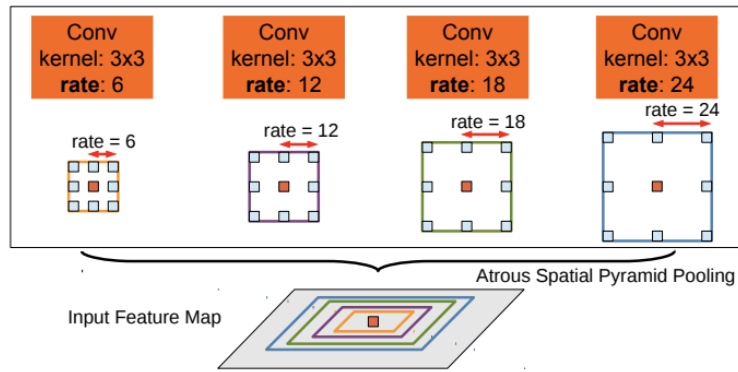 Conv
kernel: 3x3
rate: 6
Conv
kernel: 3x3
rate: 12
Conv
kernel: 3x3
rate: 18
Conv
kernel: 3x3
rate: 24
rate = 6
rate = 12
rate = 18
rate = 24
Atrous Spatial Pyramid Pooling
Input Feature Map